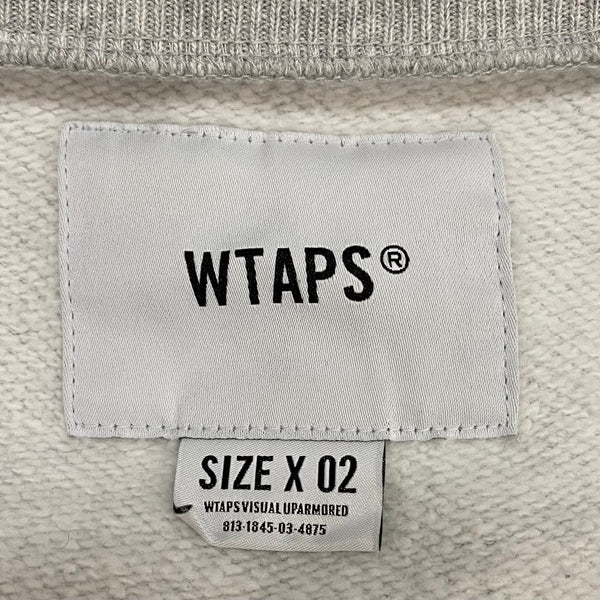 WTAPS®
SIZE X 02
WTAPS VISUAL UPARMORED
813-1845-03-4875